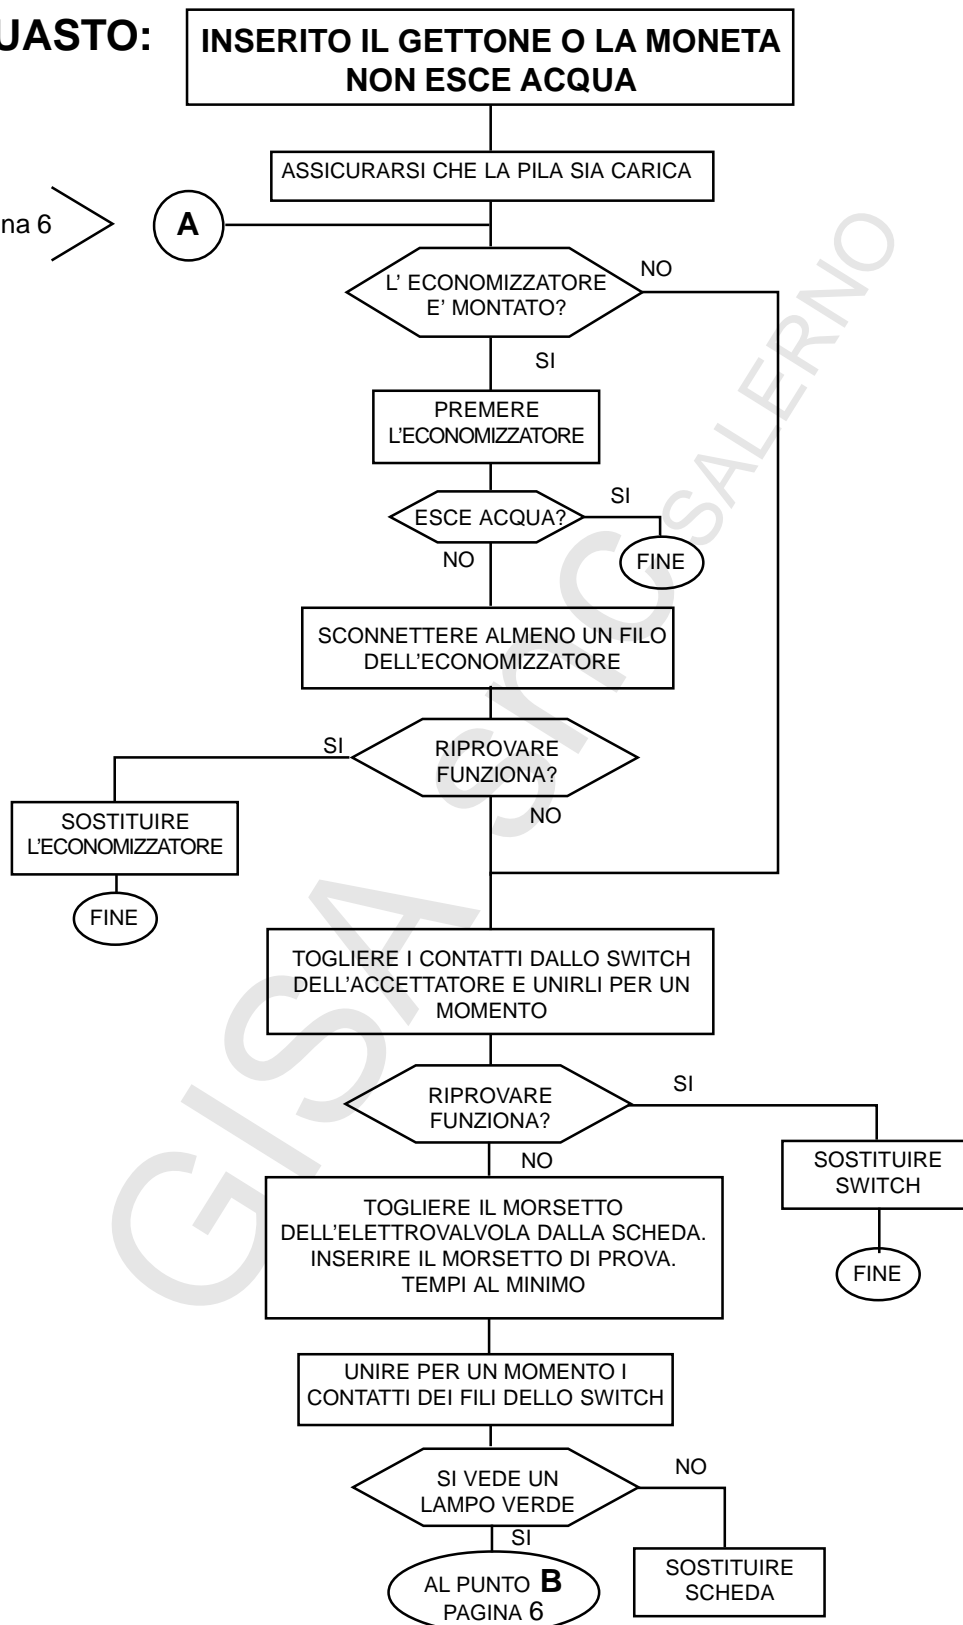 UASTO:
INSERITO IL GETTONE O LA MONETA
NON ESCE ACQUA
ASSICURARSI CHE LA PILA SIA CARICA
na 6
A
L' ECONOMIZZATORE
E' MONTATO?
NO
SI
PREMERE
L'ECONOMIZZATORE
ESCE ACQUA?
SI
NO
FINE
SCONNETTERE ALMENO UN FILO
DELL'ECONOMIZZATORE
SI
RIPROVARE
FUNZIONA?
NO
SOSTITUIRE
L'ECONOMIZZATORE
FINE
TOGLIERE I CONTATTI DALLO SWITCH
DELL'ACCETTATORE E UNIRLI PER UN
MOMENTO
RIPROVARE
FUNZIONA?
SI
NO
SOSTITUIRE
SWITCH
FINE
TOGLIERE IL MORSETTO
DELL'ELETTROVALVOLA DALLA SCHEDA.
INSERIRE IL MORSETTO DI PROVA.
TEMPI AL MINIMO
UNIRE PER UN MOMENTO I
CONTATTI DEI FILI DELLO SWITCH
SI VEDE UN
LAMPO VERDE
NO
SI
AL PUNTO B
PAGINA 6
SOSTITUIRE
SCHEDA
GISA snc SALERNO